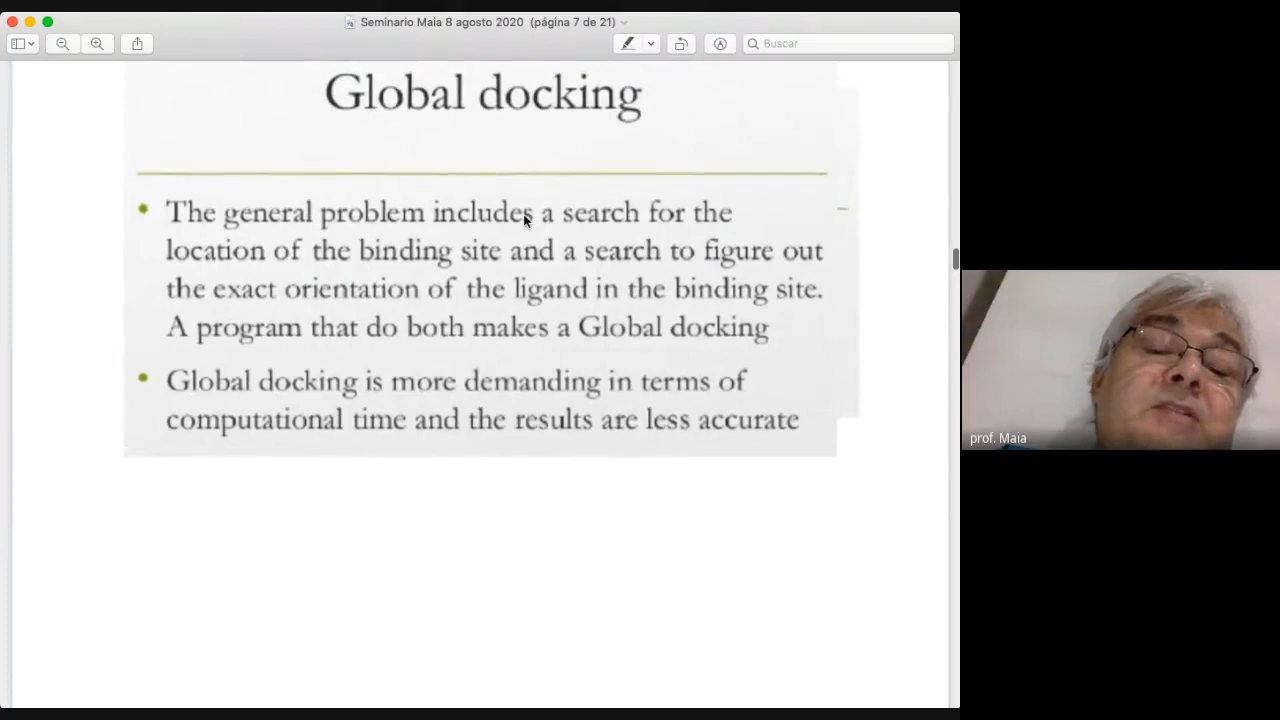 Seminario Maia 8 agosto 2020 (página 7 de 21)
Buscar
Global docking
• The general problem includes a search for the
location of the binding site and a search to figure out
the exact orientation of the ligand in the binding site.
A program that do both makes a Global docking
• Global docking is more demanding in terms of
computational time and the results are less accurate
prof. Maia